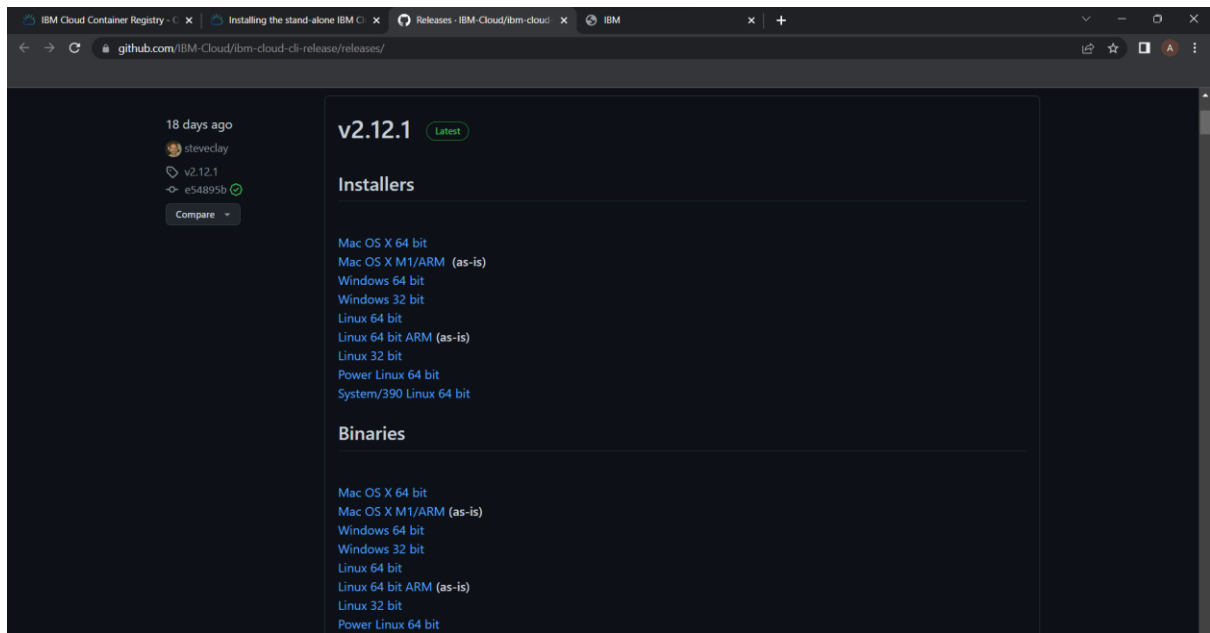 IBM Cloud Container Registry - C
Installing the stand-alone IBM Cl
Releases · IBM-Cloud/ibm-cloud
IBM
github.com/IBM-Cloud/ibm-cloud-cli-release/releases/
A
18 days ago
steveclay
v2.12.1
e54895b
Compare
v2.12.1 Latest
Installers
Mac OS X 64 bit
Mac OS X M1/ARM (as-is)
Windows 64 bit
Windows 32 bit
Linux 64 bit
Linux 64 bit ARM (as-is)
Linux 32 bit
Power Linux 64 bit
System/390 Linux 64 bit
Binaries
Mac OS X 64 bit
Mac OS X M1/ARM (as-is)
Windows 64 bit
Windows 32 bit
Linux 64 bit
Linux 64 bit ARM (as-is)
Linux 32 bit
Power Linux 64 bit